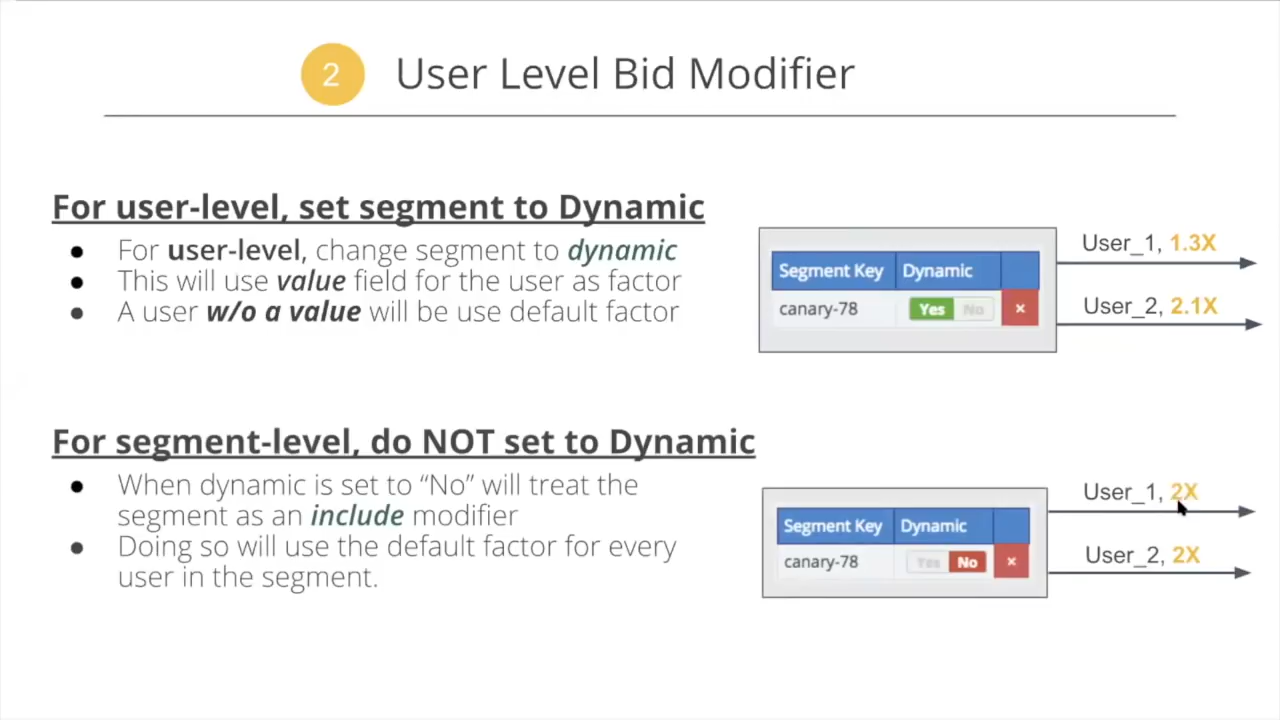 2 User Level Bid Modifier
For user-level, set segment to Dynamic
● For user-level, change segment to dynamic
● This will use value field for the user as factor
● A user w/o a value will be use default factor
Segment Key Dynamic
canary-78 Yes No ×
User_1, 1.3X
User_2, 2.1X
For segment-level, do NOT set to Dynamic
● When dynamic is set to “No” will treat the
segment as an include modifier
● Doing so will use the default factor for every
user in the segment.
Segment Key Dynamic
canary-78 Yes No ×
User_1, 2X
User_2, 2X